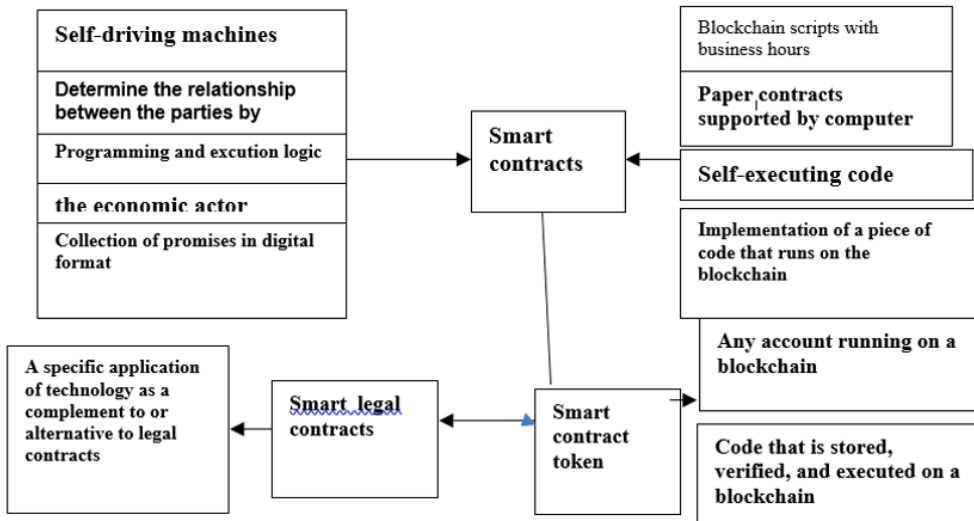 Self-driving machines
Determine the relationship
between the parties by
Programming and excution logic
the economic actor
Collection of promises in digital
format
Smart
contracts
Blockchain scripts with
business hours
Paper contracts
supported by computer
Self-executing code
Implementation of a piece of
code that runs on the
blockchain
A specific application
of technology as a
complement to or
alternative to legal
contracts
Smart legal
contracts
Smart
contract
token
Any account running on a
blockchain
Code that is stored,
verified, and executed on a
blockchain